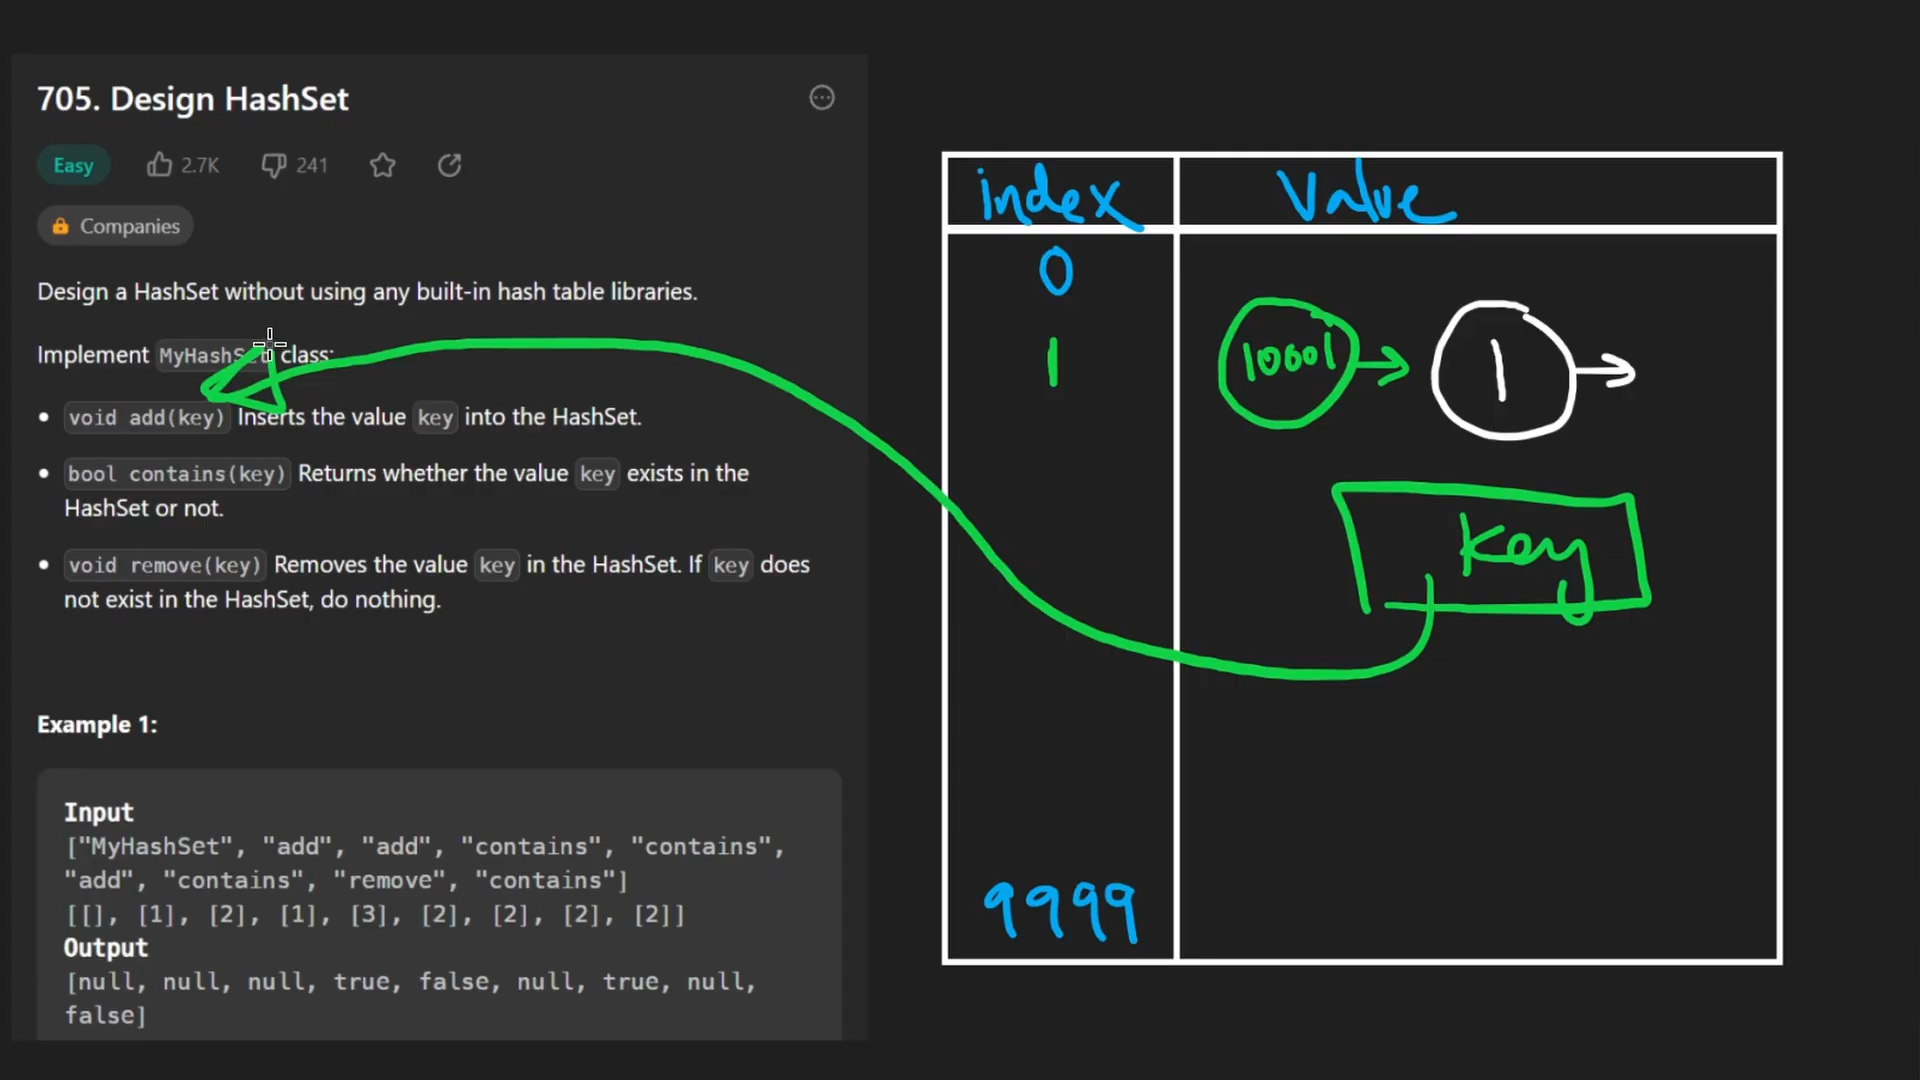 705. Design HashSet
Easy 2.7K 241
Companies
Design a HashSet without using any built-in hash table libraries.
Implement MyHashSet class:
void add(key) Inserts the value key into the HashSet.
bool contains(key) Returns whether the value key exists in the
HashSet or not.
void remove(key) Removes the value key in the HashSet. If key does
not exist in the HashSet, do nothing.
Example 1:
Input
["MyHashSet", "add", "add", "contains", "contains",
"add", "contains", "remove", "contains"]
[[], [1], [2], [1], [3], [2], [2], [2], [2]]
Output
[null, null, null, true, false, null, true, null,
false]
index Value
0
1 10001 1
key
9999